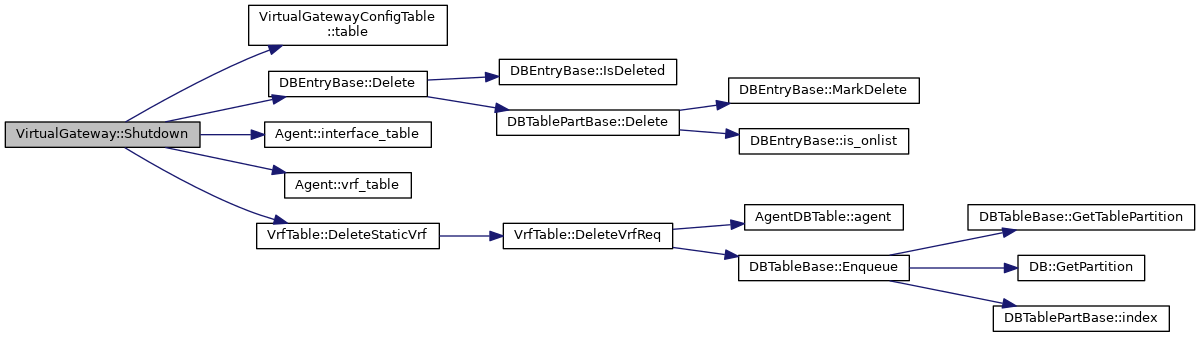 VirtualGatewayConfigTable
::table
DBEntryBase::Delete
DBEntryBase::IsDeleted
DBEntryBase::MarkDelete
DBTablePartBase::Delete
VirtualGateway::Shutdown
Agent::interface_table
DBEntryBase::is_onlist
Agent::vrf_table
AgentDBTable::agent
DBTableBase::GetTablePartition
VrfTable::DeleteStaticVrf
VrfTable::DeleteVrfReq
DBTableBase::Enqueue
DB::GetPartition
DBTablePartBase::index